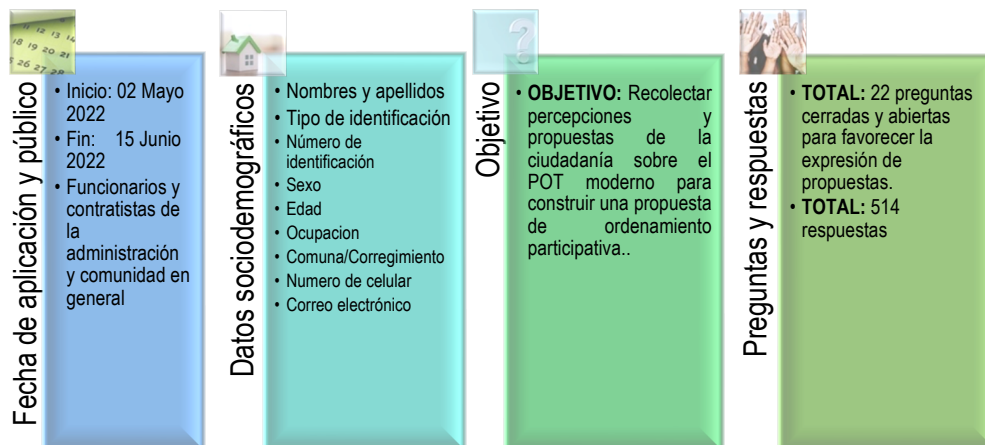 Fecha de aplicación y público
• Inicio: 02 Mayo
2022
• Fin: 15 Junio
2022
• Funcionarios y
contratistas de
la
administración
y comunidad en
general
Datos sociodemográficos
• Nombres y apellidos
• Tipo de identificación
• Número de
identificación
• Sexo
• Edad
• Ocupacion
• Comuna/Corregimiento
• Numero de celular
• Correo electrónico
Objetivo
• OBJETIVO: Recolectar
percepciones y
propuestas de la
ciudadanía sobre el
POT moderno para
construir una propuesta
de ordenamiento
participativa..
Preguntas y respuestas
• TOTAL: 22 preguntas
cerradas y abiertas
para favorecer la
expresión de
propuestas.
• TOTAL: 514
respuestas